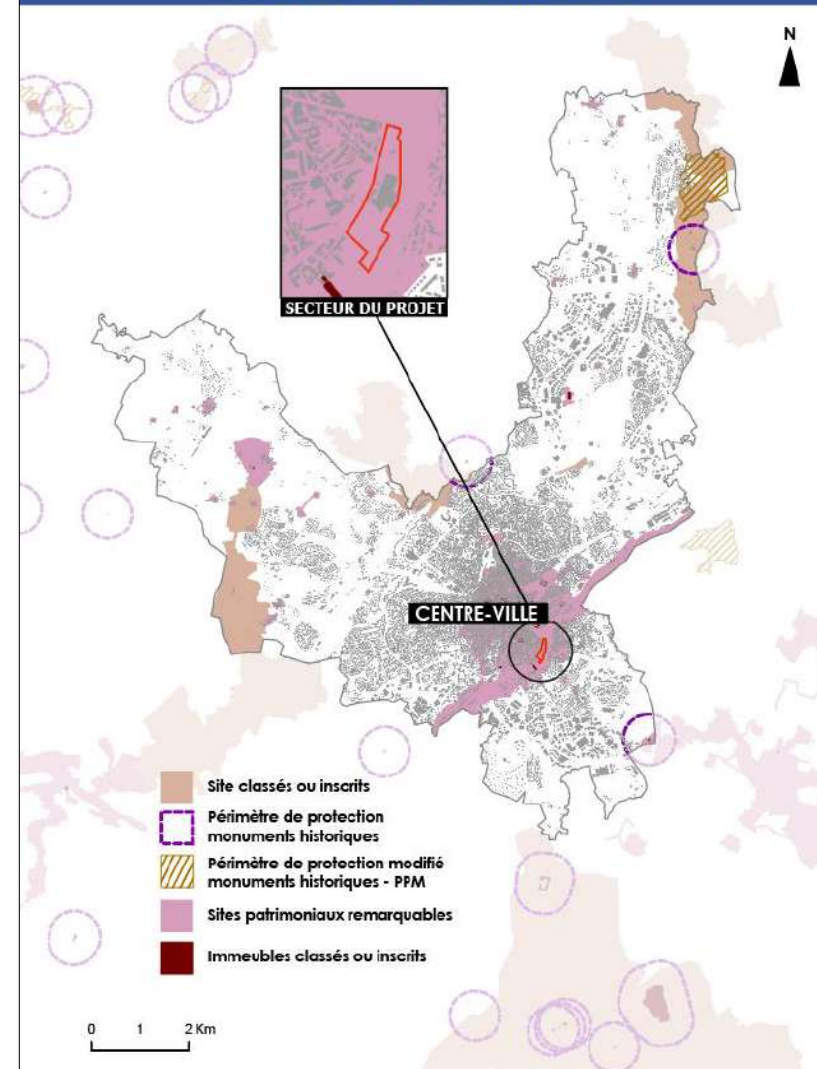 N
SECTEUR DU PROJET
CENTRE-VILLE
Site classés ou inscrits
Périmètre de protection
monuments historiques
Périmètre de protection modifié
monuments historiques - PPM
Sites patrimoniaux remarquables
Immeubles classés ou inscrits
0 1 2 Km